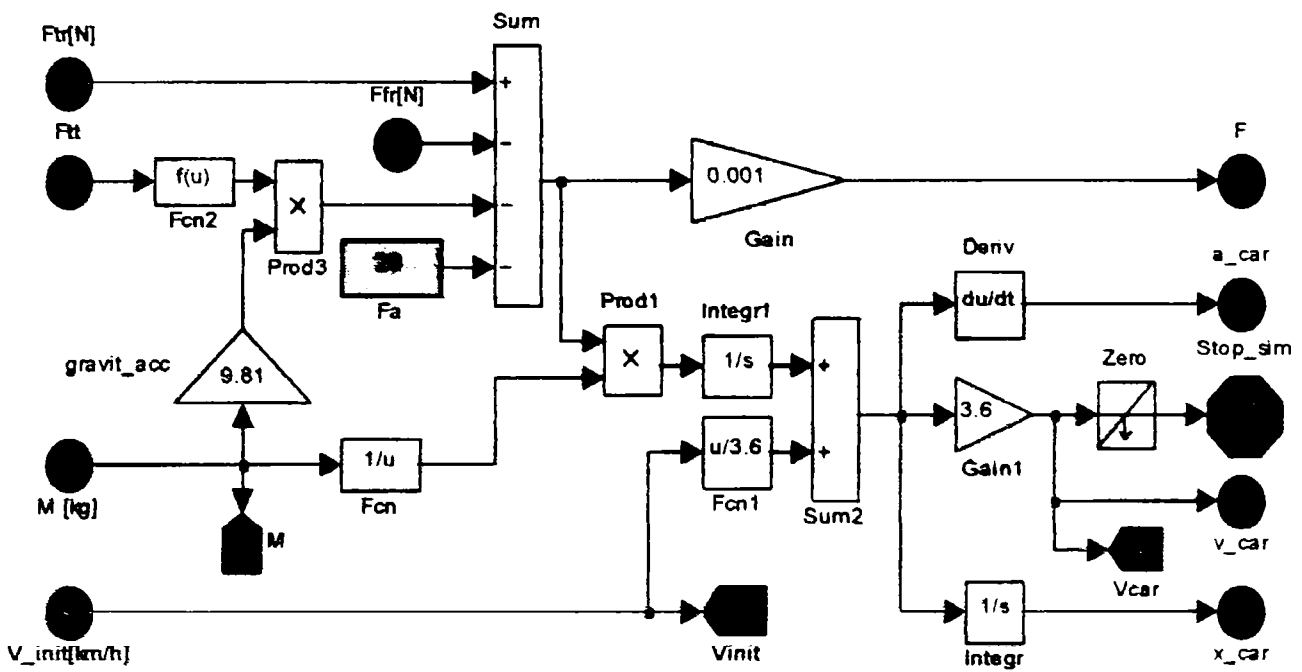 Sum
Ftr[N]
+
Ffr[N]
F
Ftt
−
0.001
f(u)
X
−
Fcn2
Gain
Deriv
a_car
Prod3
−
Fa
Prod1
Integr1
du/dt
Stop_sim
gravit_acc
X
1/s
+
Zero
9.81
3.6
1/u
u/3.6
+
Gain1
M [kg]
Fcn
Fcn1
Sum2
M
v_car
Vcar
1/s
V_init[km/h]
Vinit
Integr
x_car